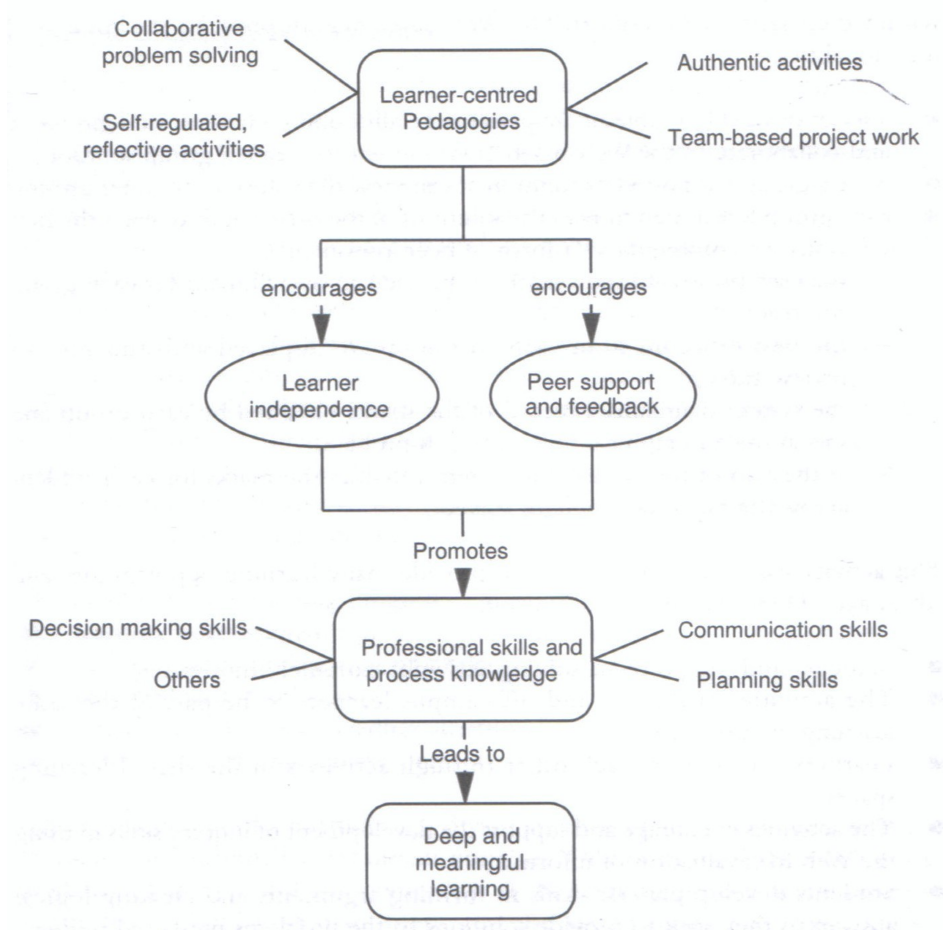 Collaborative
problem solving
Self-regulated,
reflective activities
Learner-centred
Pedagogies
Authentic activities
Team-based project work
encourages
encourages
Learner
independence
Peer support
and feedback
Promotes
Decision making skills
Others
Professional skills and
process knowledge
Communication skills
Planning skills
Leads to
Deep and
meaningful
learning